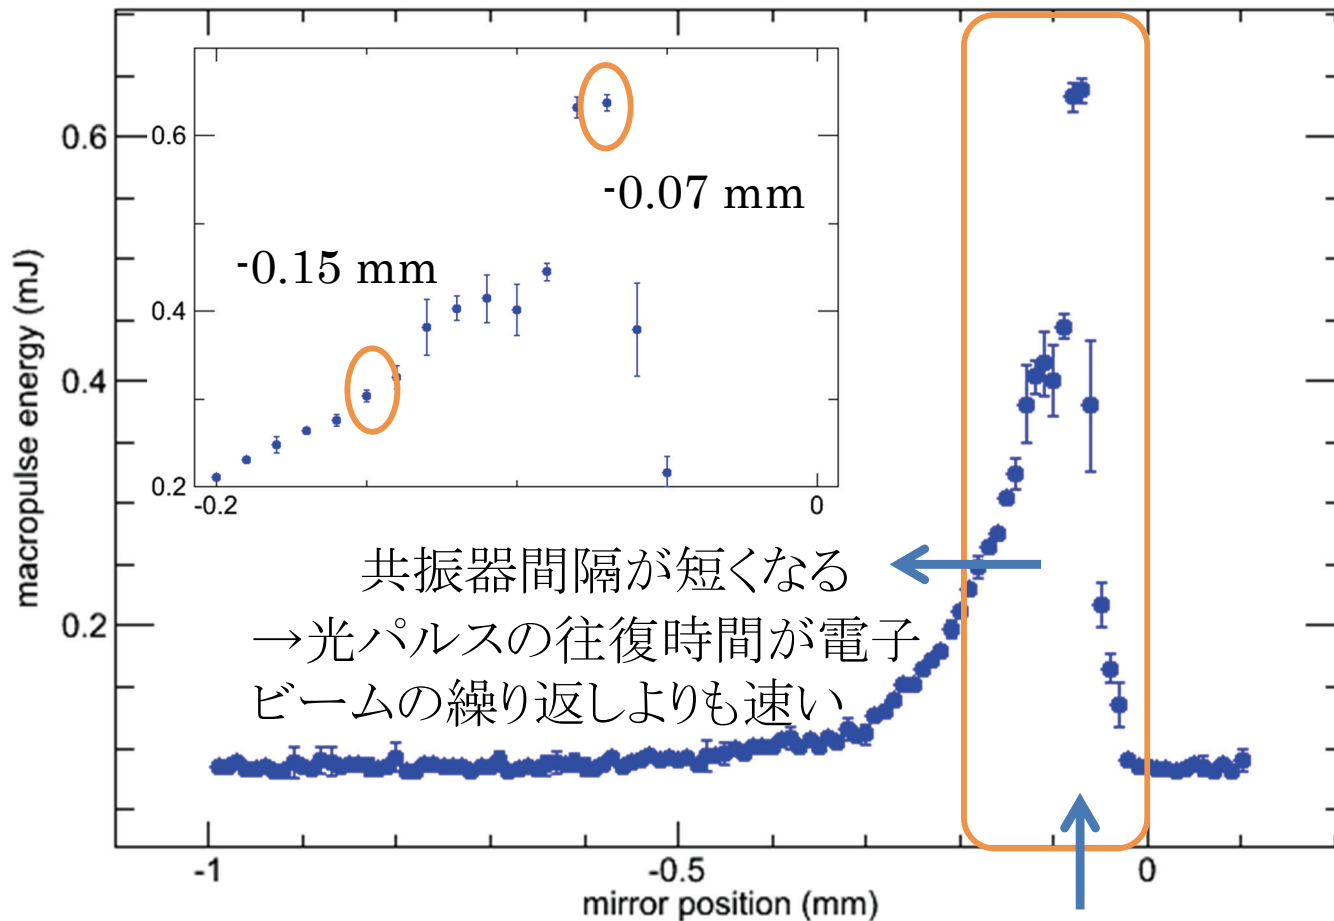 0.6
0.4
0.2
macropulse energy (mJ)
0.6
0.4
0.2
-0.2
0
-0.07 mm
-0.15 mm
共振器間隔が短くなる
→光パルスの往復時間が電子
ビームの繰り返しよりも速い
-1
-0.5
0
mirror position (mm)